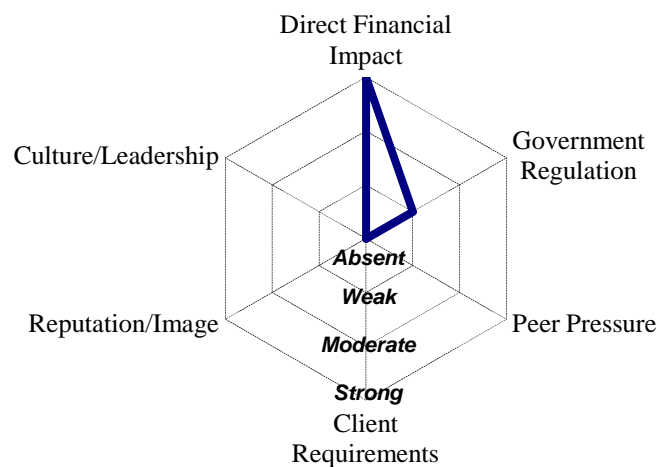 Direct Financial
Impact
Government
Regulation
Culture/Leadership
Absent
Weak
Reputation/Image
Peer Pressure
Moderate
Strong
Client
Requirements